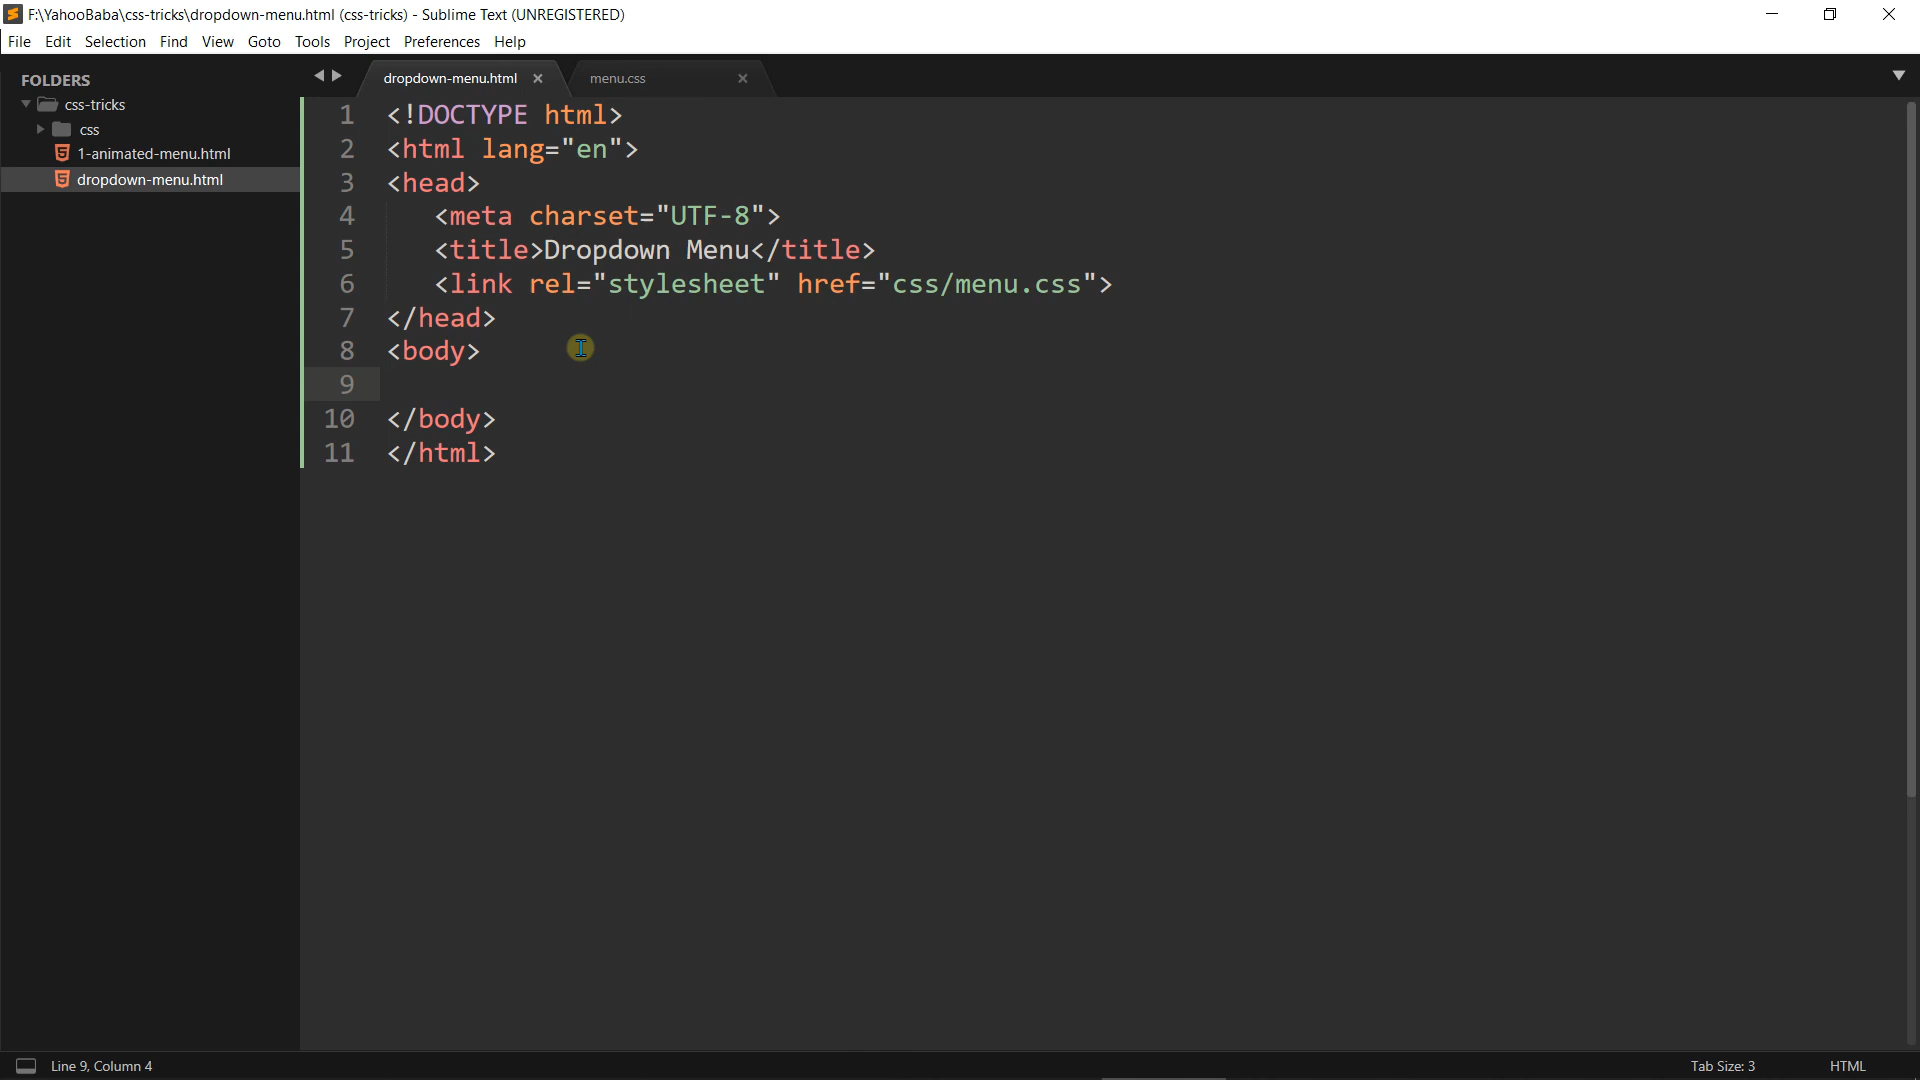 F:\YahooBaba\css-tricks\dropdown-menu.html (css-tricks) - Sublime Text (UNREGISTERED)
File Edit Selection Find View Goto Tools Project Preferences Help
FOLDERS
css-tricks
css
1-animated-menu.html
dropdown-menu.html
dropdown-menu.html menu.css
1 <!DOCTYPE html>
2 <html lang="en">
3 <head>
4 <meta charset="UTF-8">
5 <title>Dropdown Menu</title>
6 <link rel="stylesheet" href="css/menu.css">
7 </head>
8 <body>
9
10 </body>
11 </html>
Line 9, Column 4 Tab Size: 3 HTML